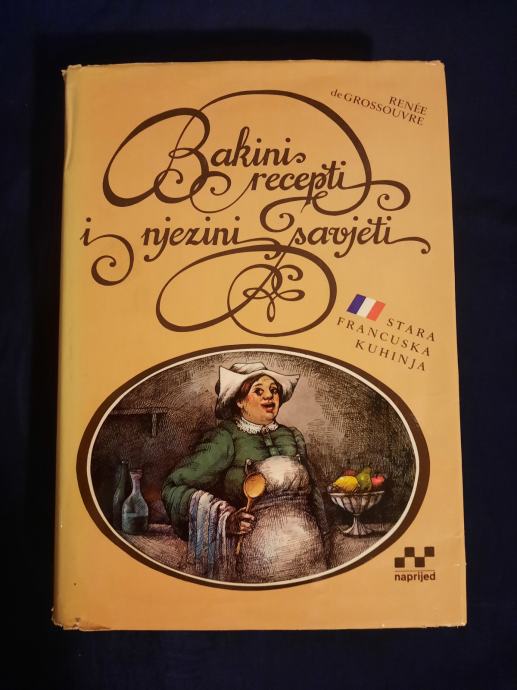 RENÉE
de GROSSOUVRE
Bakini
recepti
i njezini savjeti
STARA
FRANCUSKA
KUHINJA
naprijed